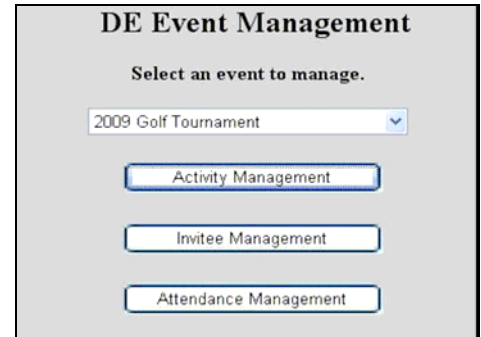 DE Event Management
Select an event to manage.
2009 Golf Tournament
Activity Management
Invitee Management
Attendance Management